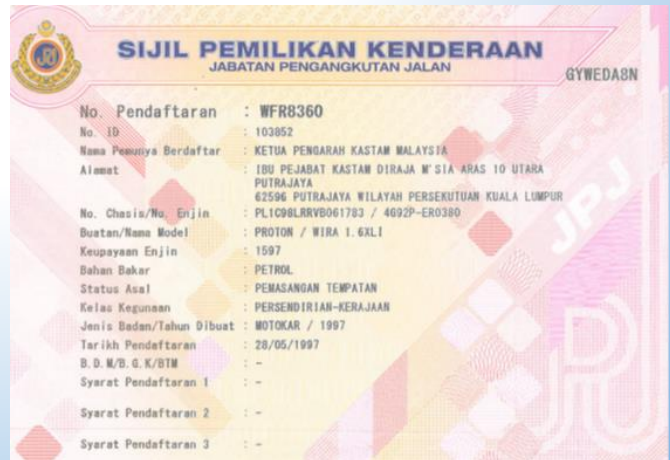 SIJIL PEMILIKAN KENDERAAN
JABATAN PENGANGKUTAN JALAN
GYWEDA8N
No. Pendaftaran : WFR8360
No. ID : 103852
Nama Pemunya Berdaftar : KETUA PENGARAH KASTAM MALAYSIA
Alamat : IBU PEJABAT KASTAM DIRAJA M'SIA ARAS 10 UTARA
PUTRAJAYA
62596 PUTRAJAYA WILAYAH PERSEKUTUAN KUALA LUMPUR
No. Chasis/No. Enjin : PL1C98LRRVB061783 / 4G92P-ER0380
Buatan/Nama Model : PROTON / WIRA 1.6XLI
Keupayaan Enjin : 1597
Bahan Bakar : PETROL
Status Asal : PEMASANGAN TEMPATAN
Kelas Kegunaan : PERSENDIRIAN-KERAJAAN
Jenis Badan/Tahun Dibuat : MOTOKAR / 1997
Tarikh Pendaftaran : 28/05/1997
B.D.M/B.G.K/BTM : -
Syarat Pendaftaran 1 : -
Syarat Pendaftaran 2 : -
Syarat Pendaftaran 3 : -
JPJ